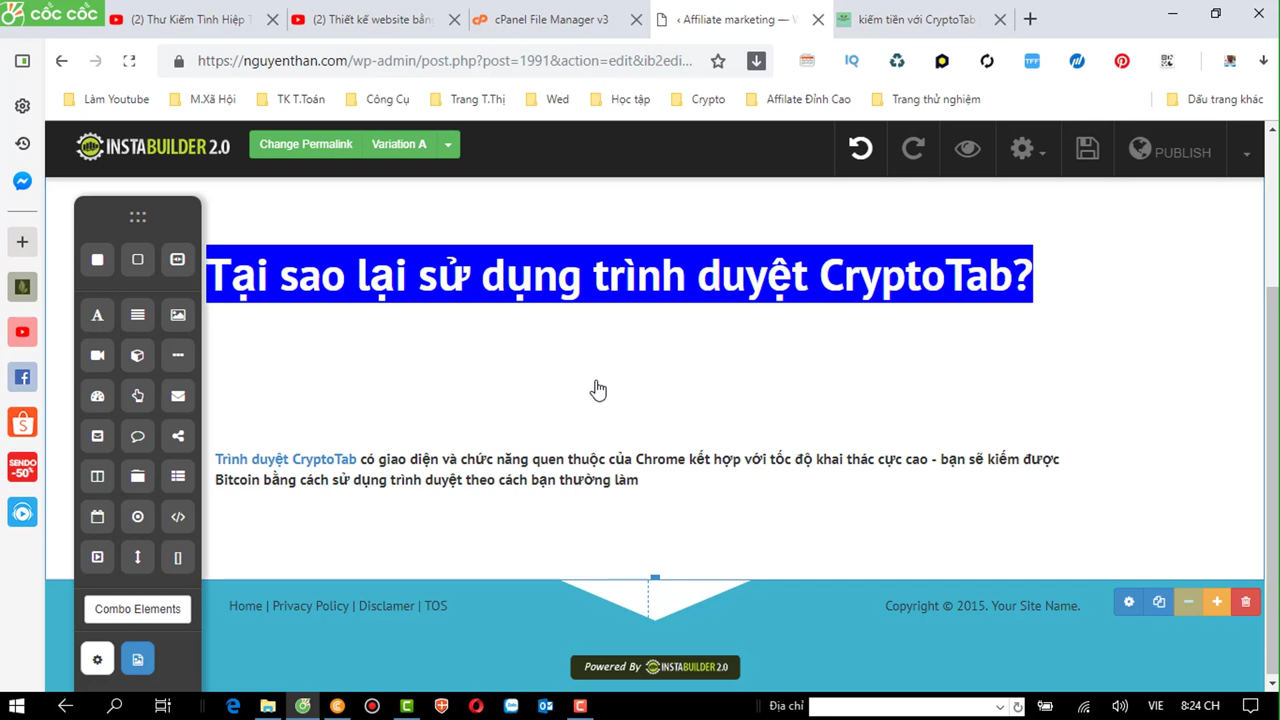 cốc cốc
(2) Thư Kiếm Tình Hiệp T
(2) Thiết kế website bằng
cPanel File Manager v3
‹ Affiliate marketing — W
kiếm tiền với CryptoTab
https://nguyenthan.com/wp-admin/post.php?post=1991&action=edit&ib2edi...
Làm Youtube
M.Xã Hội
TK T.Toán
Công Cụ
Trang T.Thị
Wed
Học tập
Crypto
Affilate Đỉnh Cao
Trang thử nghiệm
Dấu trang khác
INSTABUILDER 2.0
Change Permalink
Variation A
PUBLISH
Tại sao lại sử dụng trình duyệt CryptoTab?
Trình duyệt CryptoTab có giao diện và chức năng quen thuộc của Chrome kết hợp với tốc độ khai thác cực cao - bạn sẽ kiếm được
Bitcoin bằng cách sử dụng trình duyệt theo cách bạn thường làm
SENDO
-50%
Combo Elements
Home | Privacy Policy | Disclamer | TOS
Copyright © 2015. Your Site Name.
Powered By INSTABUILDER 2.0
Địa chỉ
VIE
8:24 CH